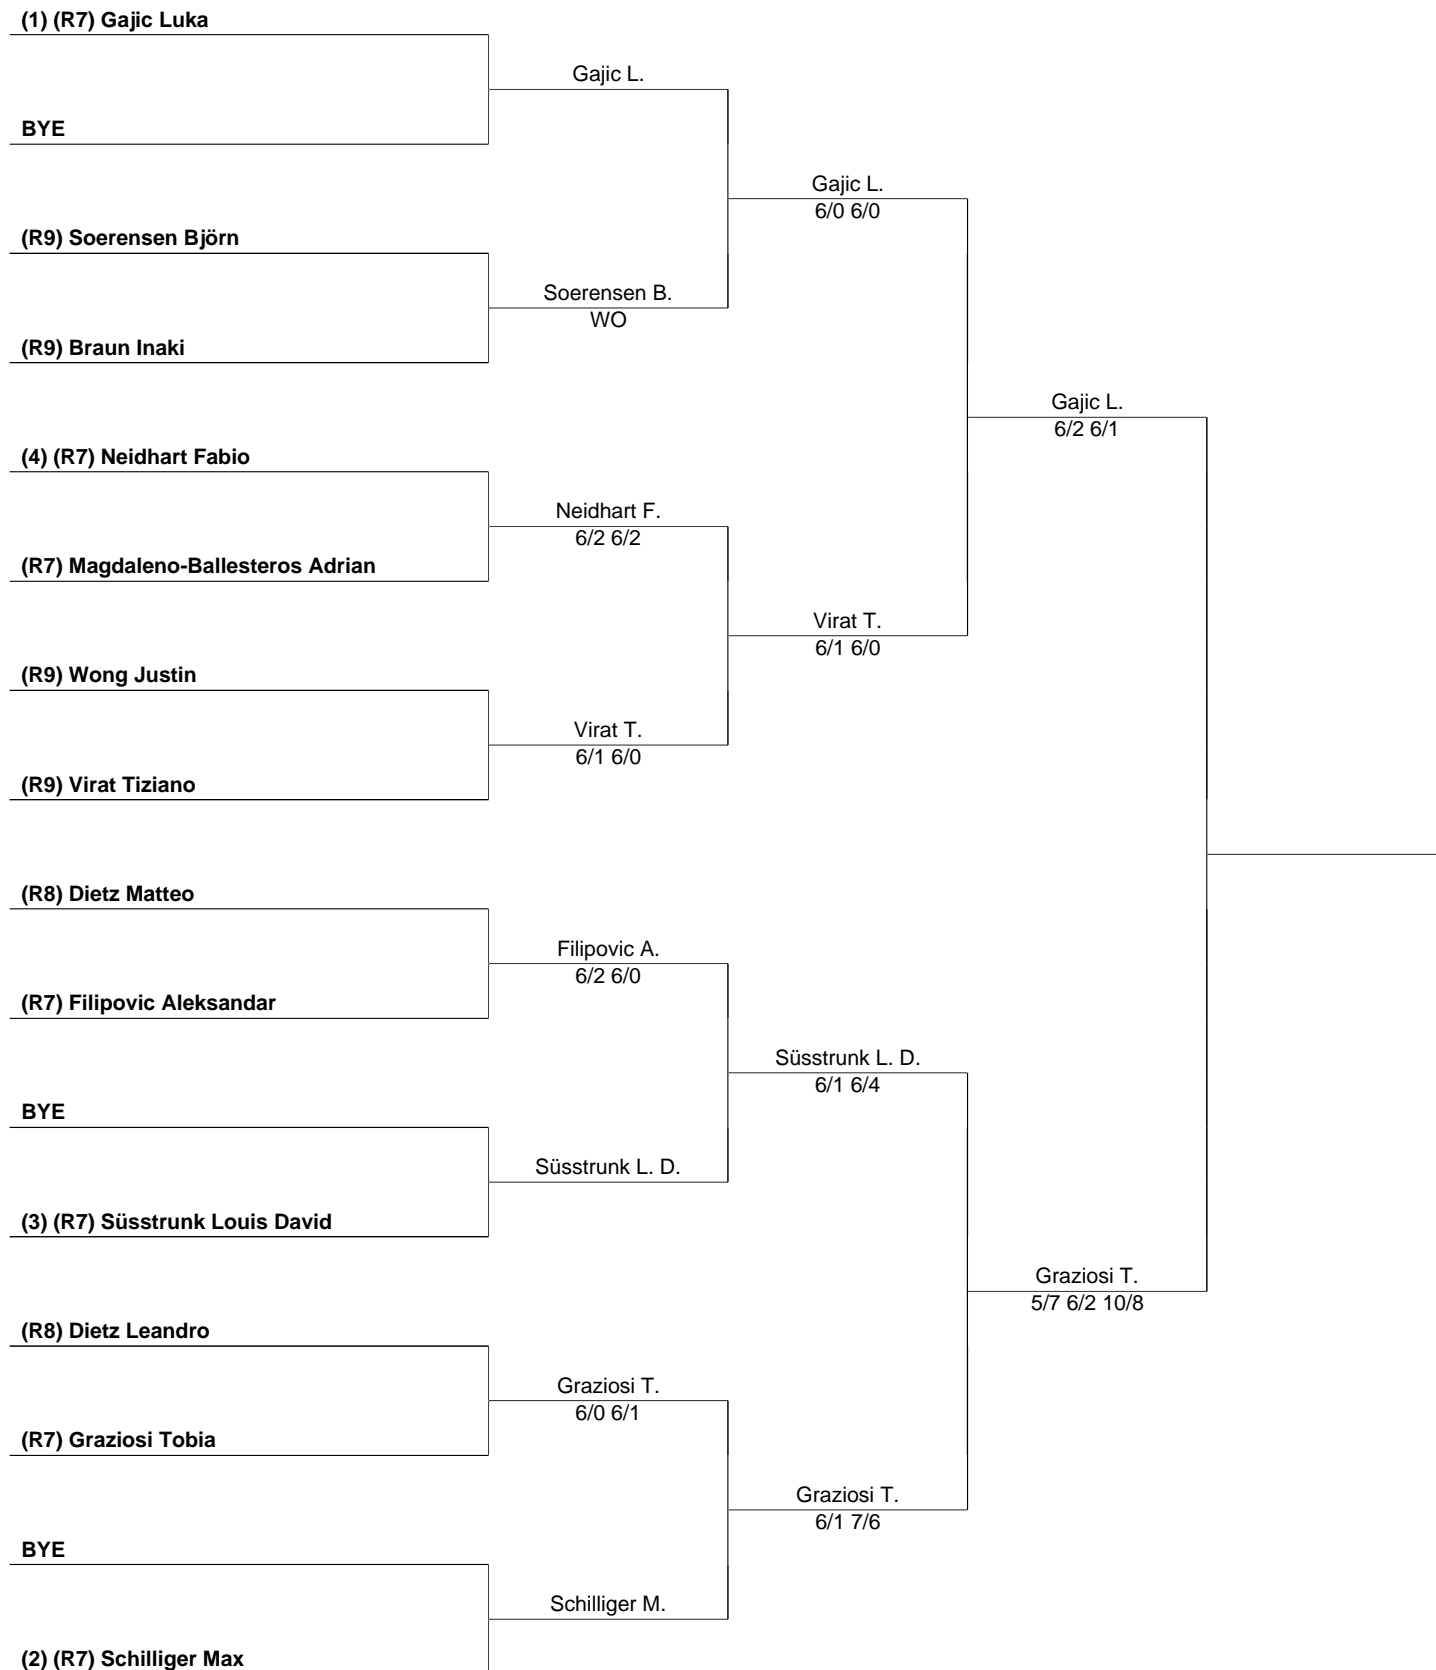 (1) (R7) Gajic Luka
Gajic L.
BYE
Gajic L.
6/0 6/0
(R9) Soerensen Björn
Soerensen B.
WO
(R9) Braun Inaki
Gajic L.
6/2 6/1
(4) (R7) Neidhart Fabio
Neidhart F.
6/2 6/2
(R7) Magdaleno-Ballesteros Adrian
Virat T.
6/1 6/0
(R9) Wong Justin
Virat T.
6/1 6/0
(R9) Virat Tiziano
(R8) Dietz Matteo
Filipovic A.
6/2 6/0
(R7) Filipovic Aleksandar
Süsstrunk L. D.
6/1 6/4
BYE
Süsstrunk L. D.
(3) (R7) Süsstrunk Louis David
Graziosi T.
5/7 6/2 10/8
(R8) Dietz Leandro
Graziosi T.
6/0 6/1
(R7) Graziosi Tobia
Graziosi T.
6/1 7/6
BYE
Schilliger M.
(2) (R7) Schilliger Max